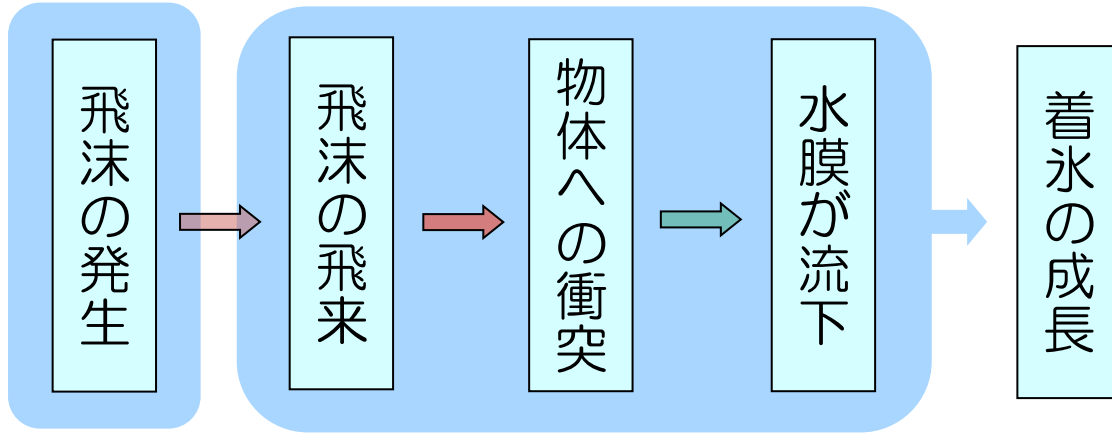 飛沫の発生
飛沫の飛来
物体への衝突
水膜が流下
着氷の成長